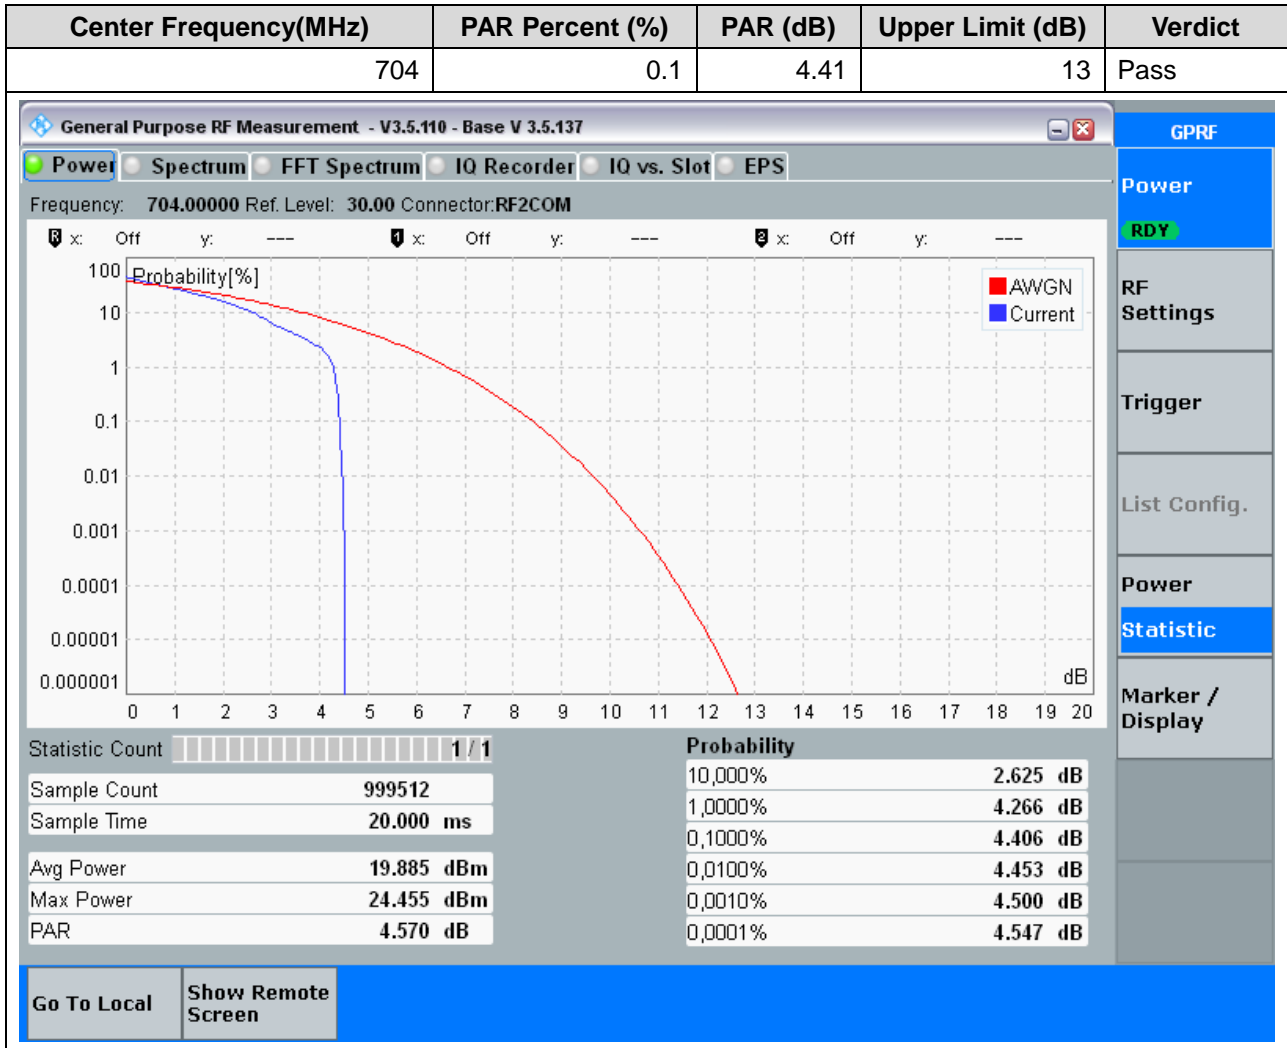 Center Frequency(MHz) PAR Percent (%) PAR (dB) Upper Limit (dB) Verdict
704 0.1 4.41 13 Pass
General Purpose RF Measurement - V3.5.110 - Base V 3.5.137
GPRF
Power Spectrum FFT Spectrum IQ Recorder IQ vs. Slot EPS
Frequency: 704.00000 Ref. Level: 30.00 Connector:RF2COM
R x: Off y: --- 1 x: Off y: --- 2 x: Off y: ---
Probability[%]
100
10
1
0.1
0.01
0.001
0.0001
0.00001
0.000001
AWGN
Current
dB
0 1 2 3 4 5 6 7 8 9 10 11 12 13 14 15 16 17 18 19 20
Statistic Count 1 / 1
Sample Count 999512
Sample Time 20.000 ms
Avg Power 19.885 dBm
Max Power 24.455 dBm
PAR 4.570 dB
Probability
10,000% 2.625 dB
1,0000% 4.266 dB
0,1000% 4.406 dB
0,0100% 4.453 dB
0,0010% 4.500 dB
0,0001% 4.547 dB
Power
RDY
RF
Settings
Trigger
List Config.
Power
Statistic
Marker /
Display
Go To Local
Show Remote
Screen